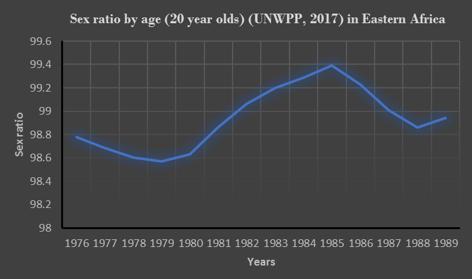 Sex ratio by age (20 year olds) (UNWPP, 2017) in Eastern Africa
99.6
99.4
99.2
99
98.8
98.6
98.4
98.2
98
Sex ratio
1976 1977 1978 1979 1980 1981 1982 1983 1984 1985 1986 1987 1988 1989
Years